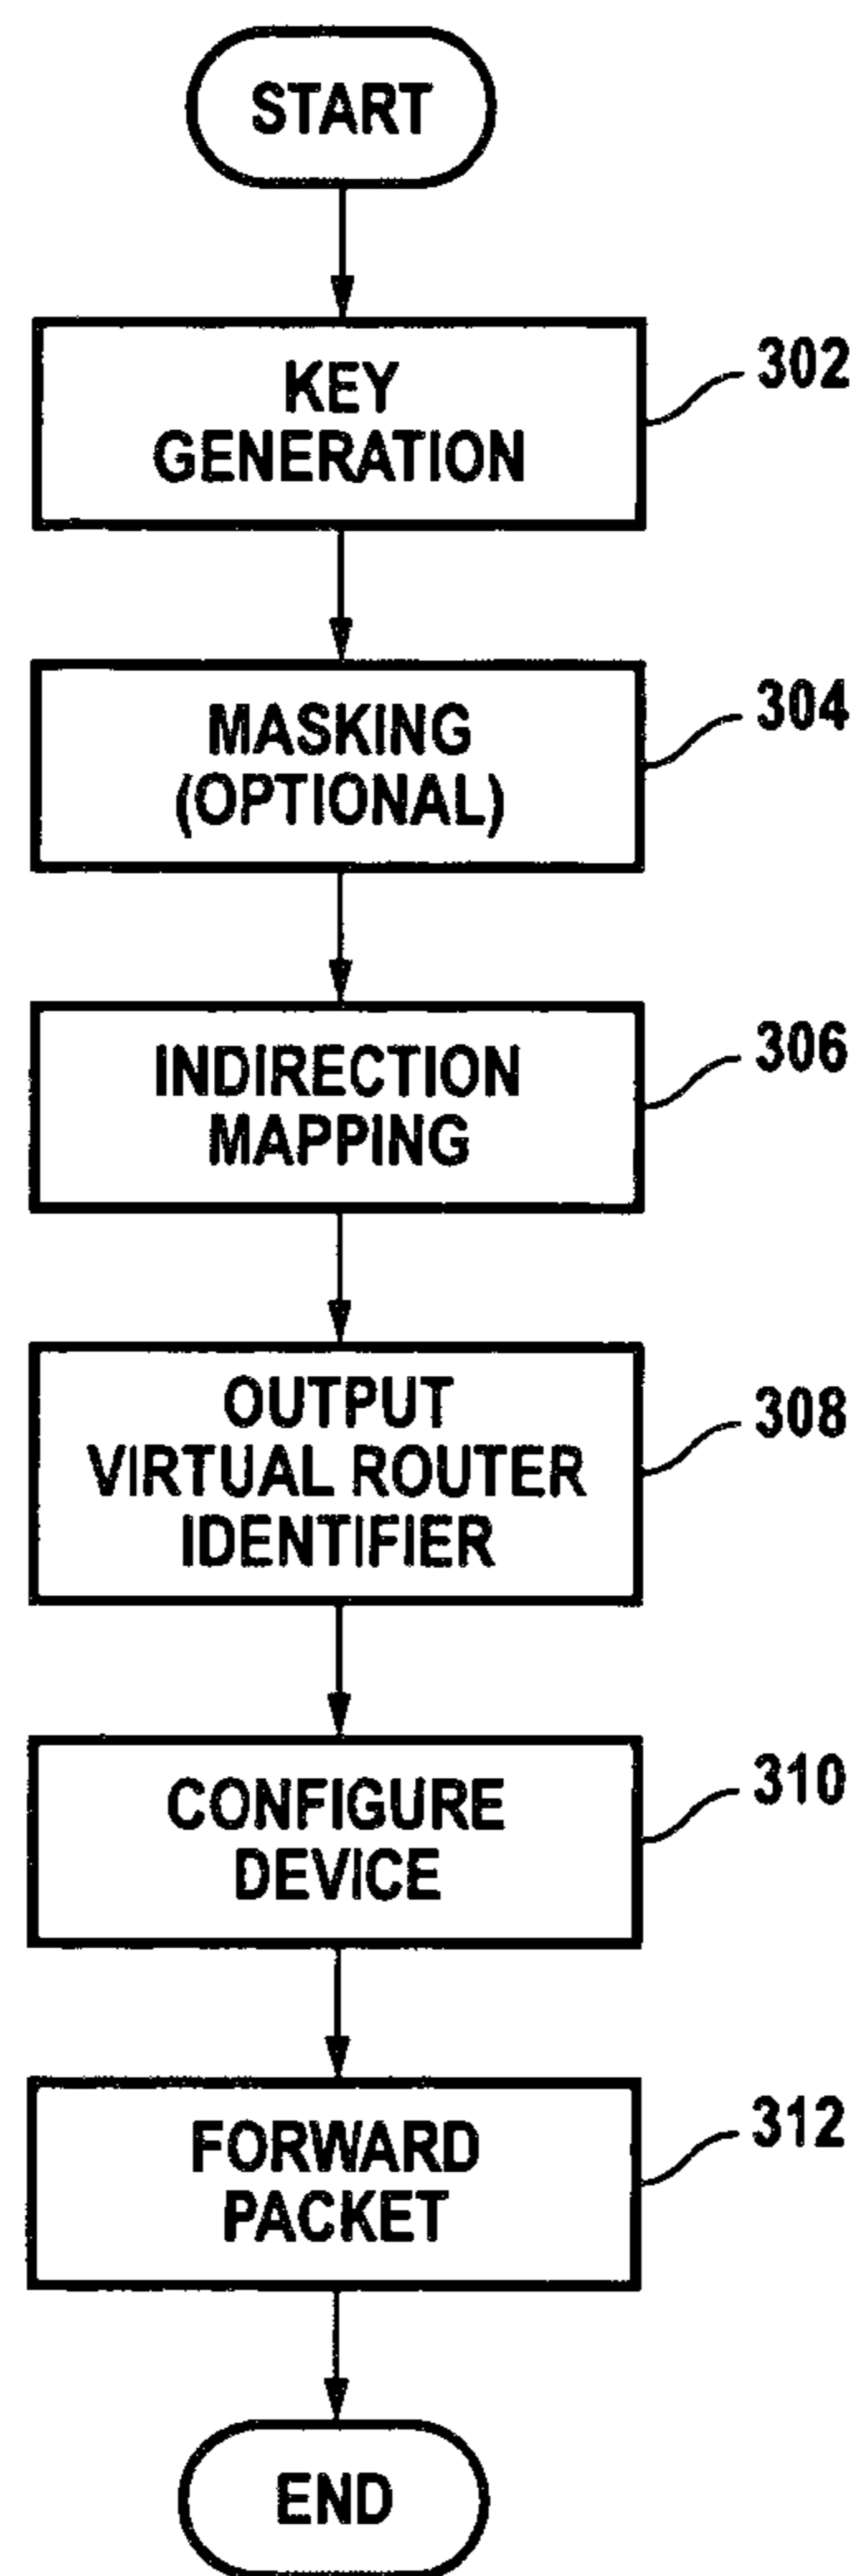 START
KEY
GENERATION
302
MASKING
(OPTIONAL)
304
INDIRECTION
MAPPING
306
OUTPUT
VIRTUAL ROUTER
IDENTIFIER
308
CONFIGURE
DEVICE
310
FORWARD
PACKET
312
END